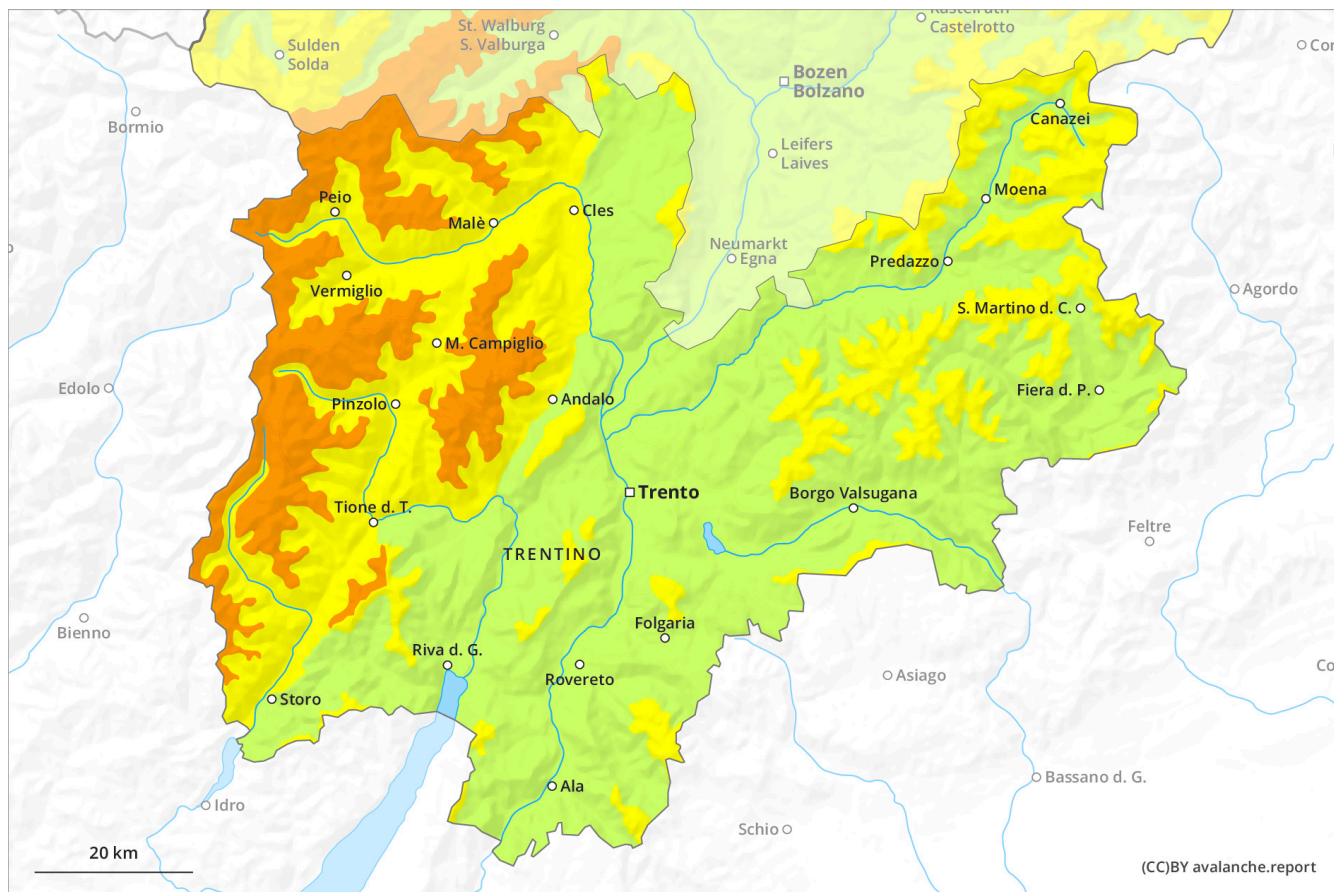 Kastelruth
Castelrotto
St. Walburg
S. Valburga
Sulden
Solda
Bozen
Bolzano
Bormio
Canazei
Leifers
Laives
Moena
Peio
Malè
Cles
Neumarkt
Egna
Predazzo
Vermiglio
Agordo
S. Martino d. C.
M. Campiglio
Edolo
Fiera d. P.
Pinzolo
Andalo
Trento
Borgo Valsugana
Tione d. T.
Feltre
TRENTINO
Bienno
Folgaria
Riva d. G.
Rovereto
Asiago
Co
Storo
Bassano d. G.
Ala
Idro
Schio
20 km
(CC)BY avalanche.report